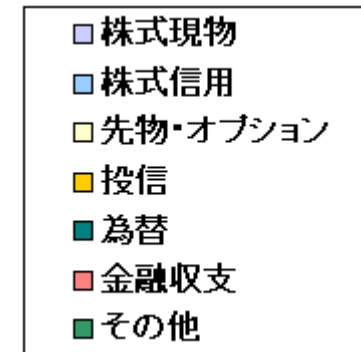 株式現物
株式信用
先物・オプション
投信
為替
金融収支
その他